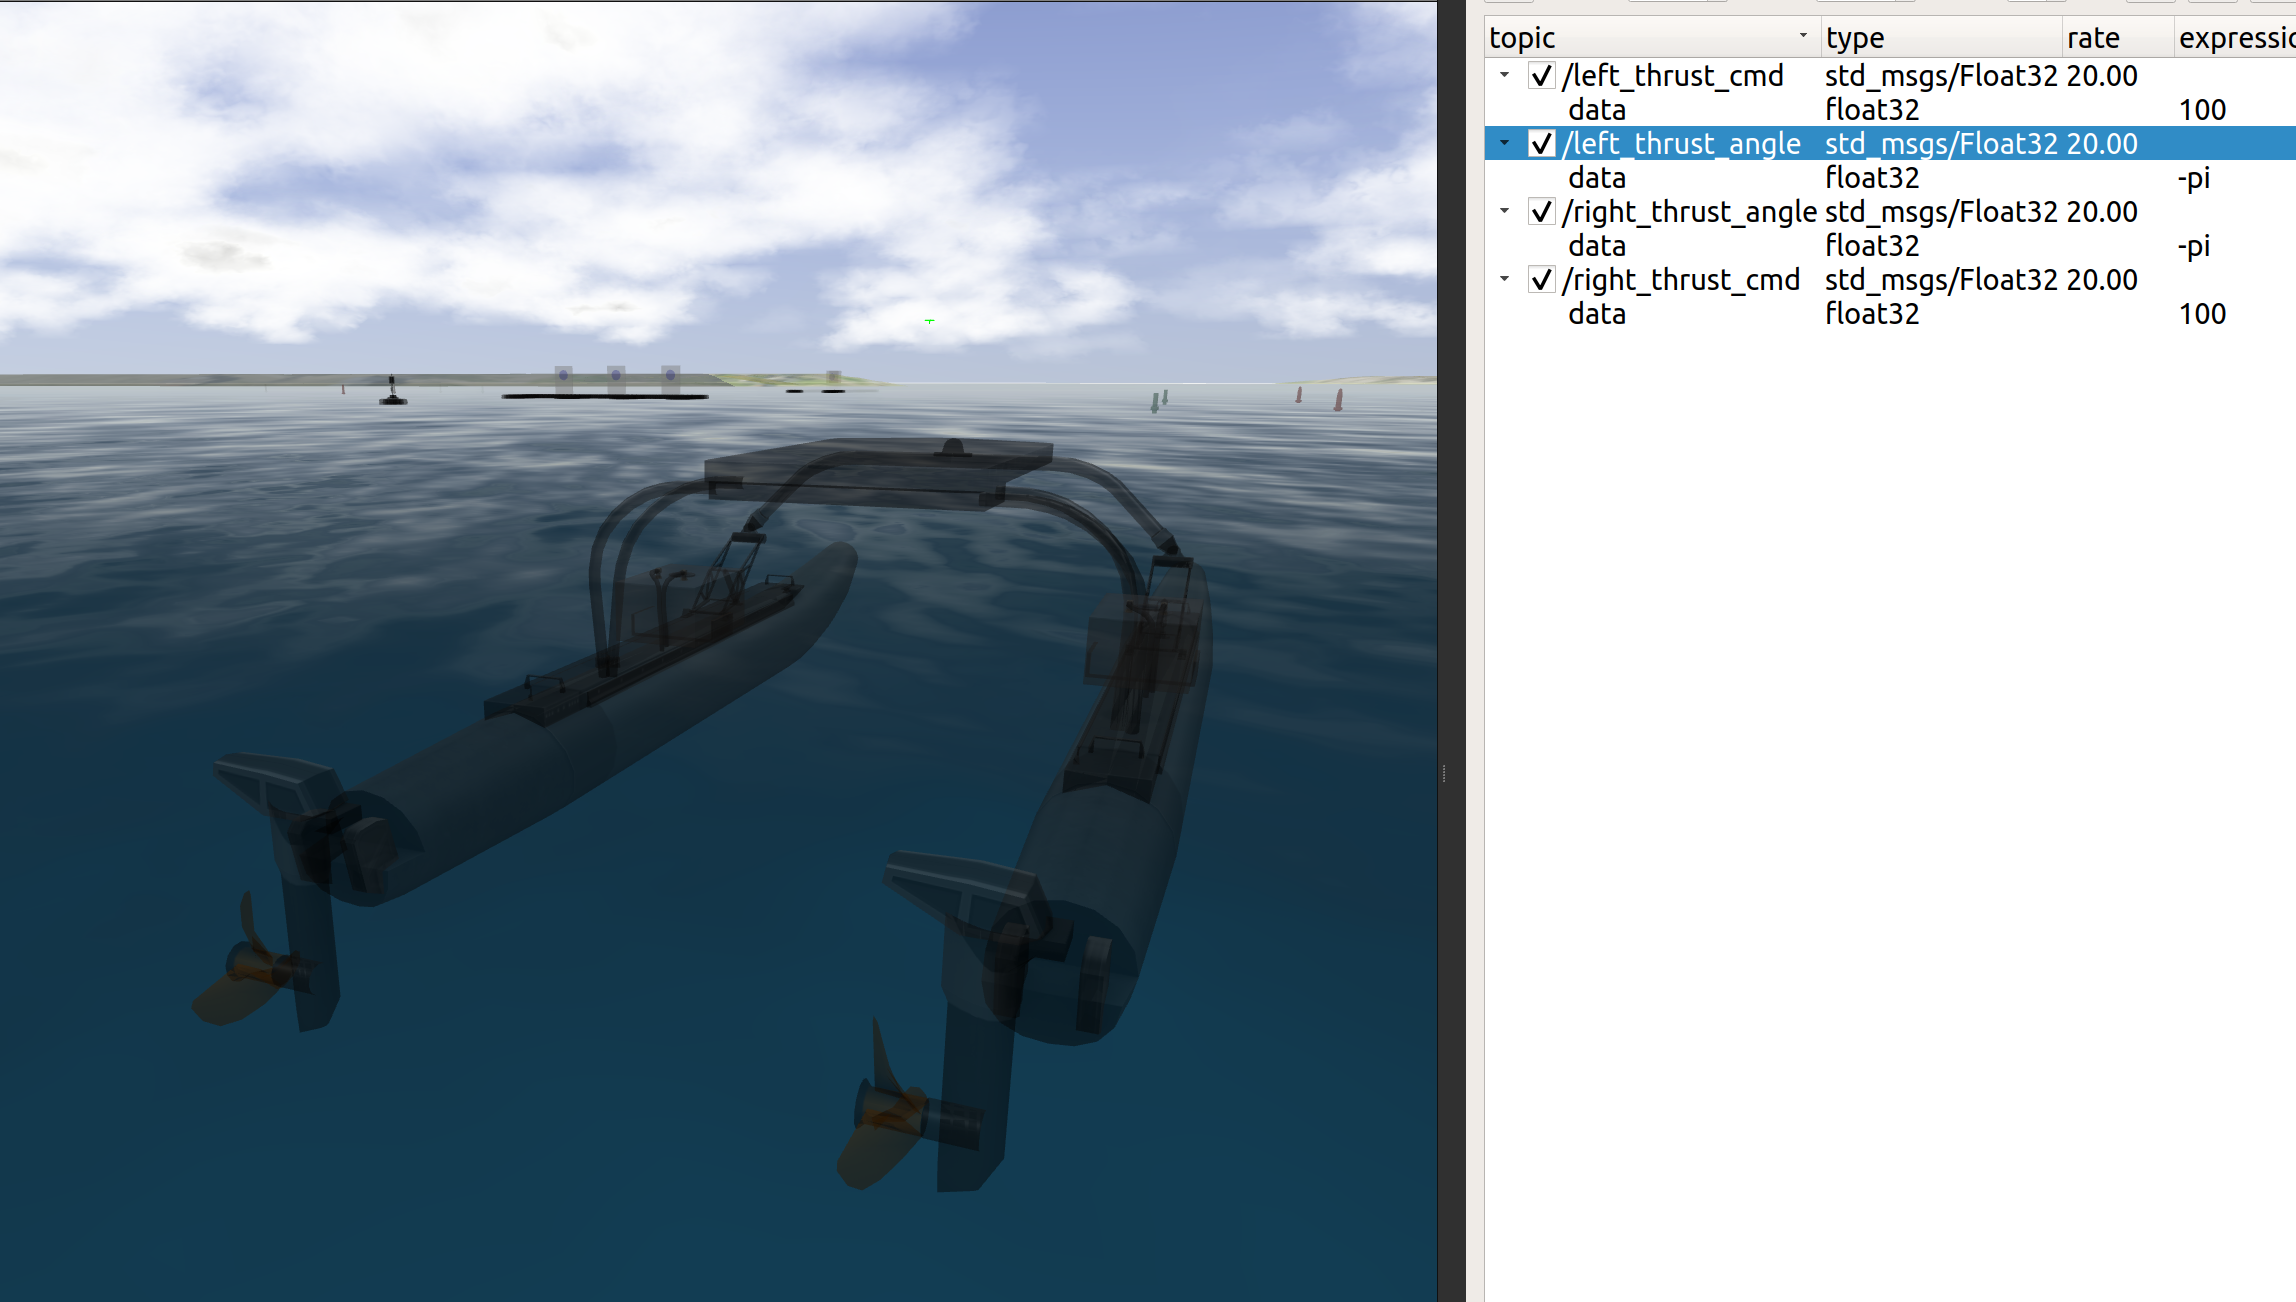 topic type rate expressio
/left_thrust_cmd std_msgs/Float32 20.00
data float32 100
/left_thrust_angle std_msgs/Float32 20.00
data float32 -pi
/right_thrust_angle std_msgs/Float32 20.00
data float32 -pi
/right_thrust_cmd std_msgs/Float32 20.00
data float32 100